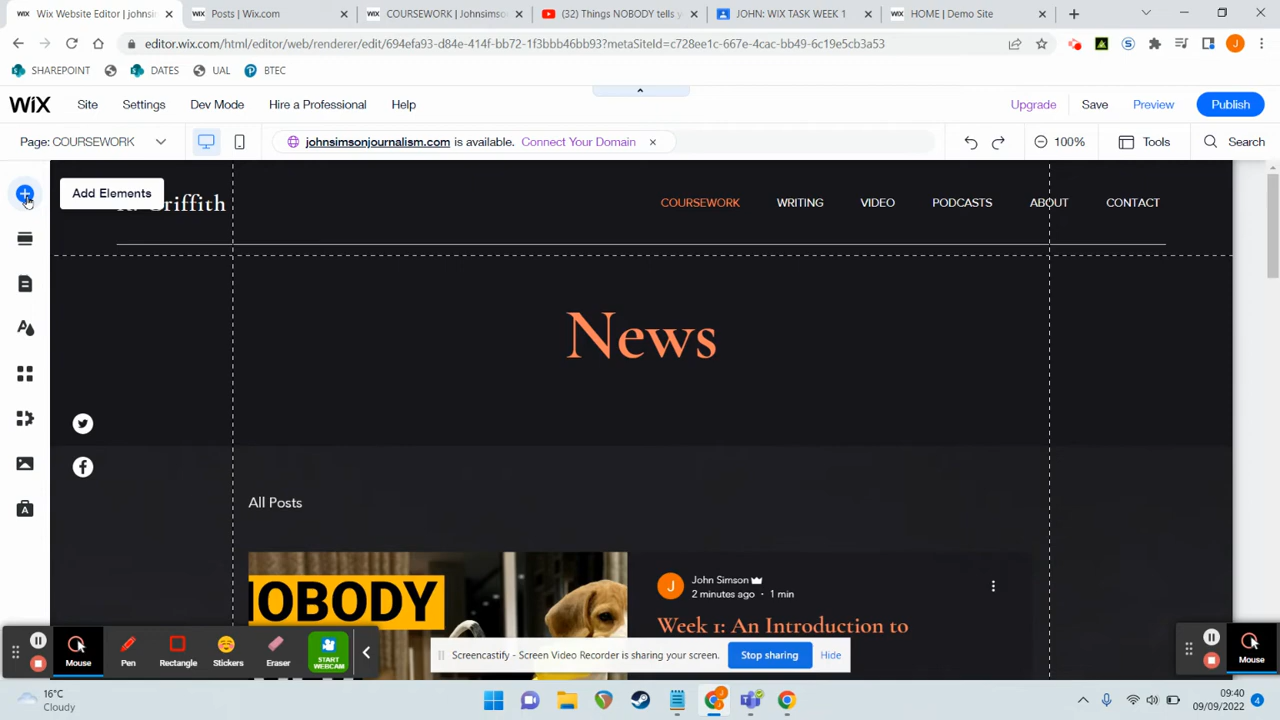 Wix Website Editor | johnsin
Posts | Wix.com
COURSEWORK | Johnsimso
(32) Things NOBODY tells y
JOHN: WIX TASK WEEK 1
HOME | Demo Site
editor.wix.com/html/editor/web/renderer/edit/694efa93-d84e-414f-bb72-1f3bbb46bb93?metaSiteId=c728ee1c-667e-4cac-bb49-6c19e5cb3a53
SHAREPOINT
DATES
UAL
BTEC
WiX
Site
Settings
Dev Mode
Hire a Professional
Help
Upgrade
Save
Preview
Publish
Page: COURSEWORK
johnsimsonjournalism.com is available. Connect Your Domain
100%
Tools
Search
Add Elements
Griffith
COURSEWORK
WRITING
VIDEO
PODCASTS
ABOUT
CONTACT
News
All Posts
NOBODY
J
John Simson
2 minutes ago · 1 min
Week 1: An Introduction to
Mouse
Pen
Rectangle
Stickers
Eraser
START
WEBCAM
Screencastify - Screen Video Recorder is sharing your screen.
Stop sharing
Hide
Mouse
16°C
Cloudy
09:40
09/09/2022
4